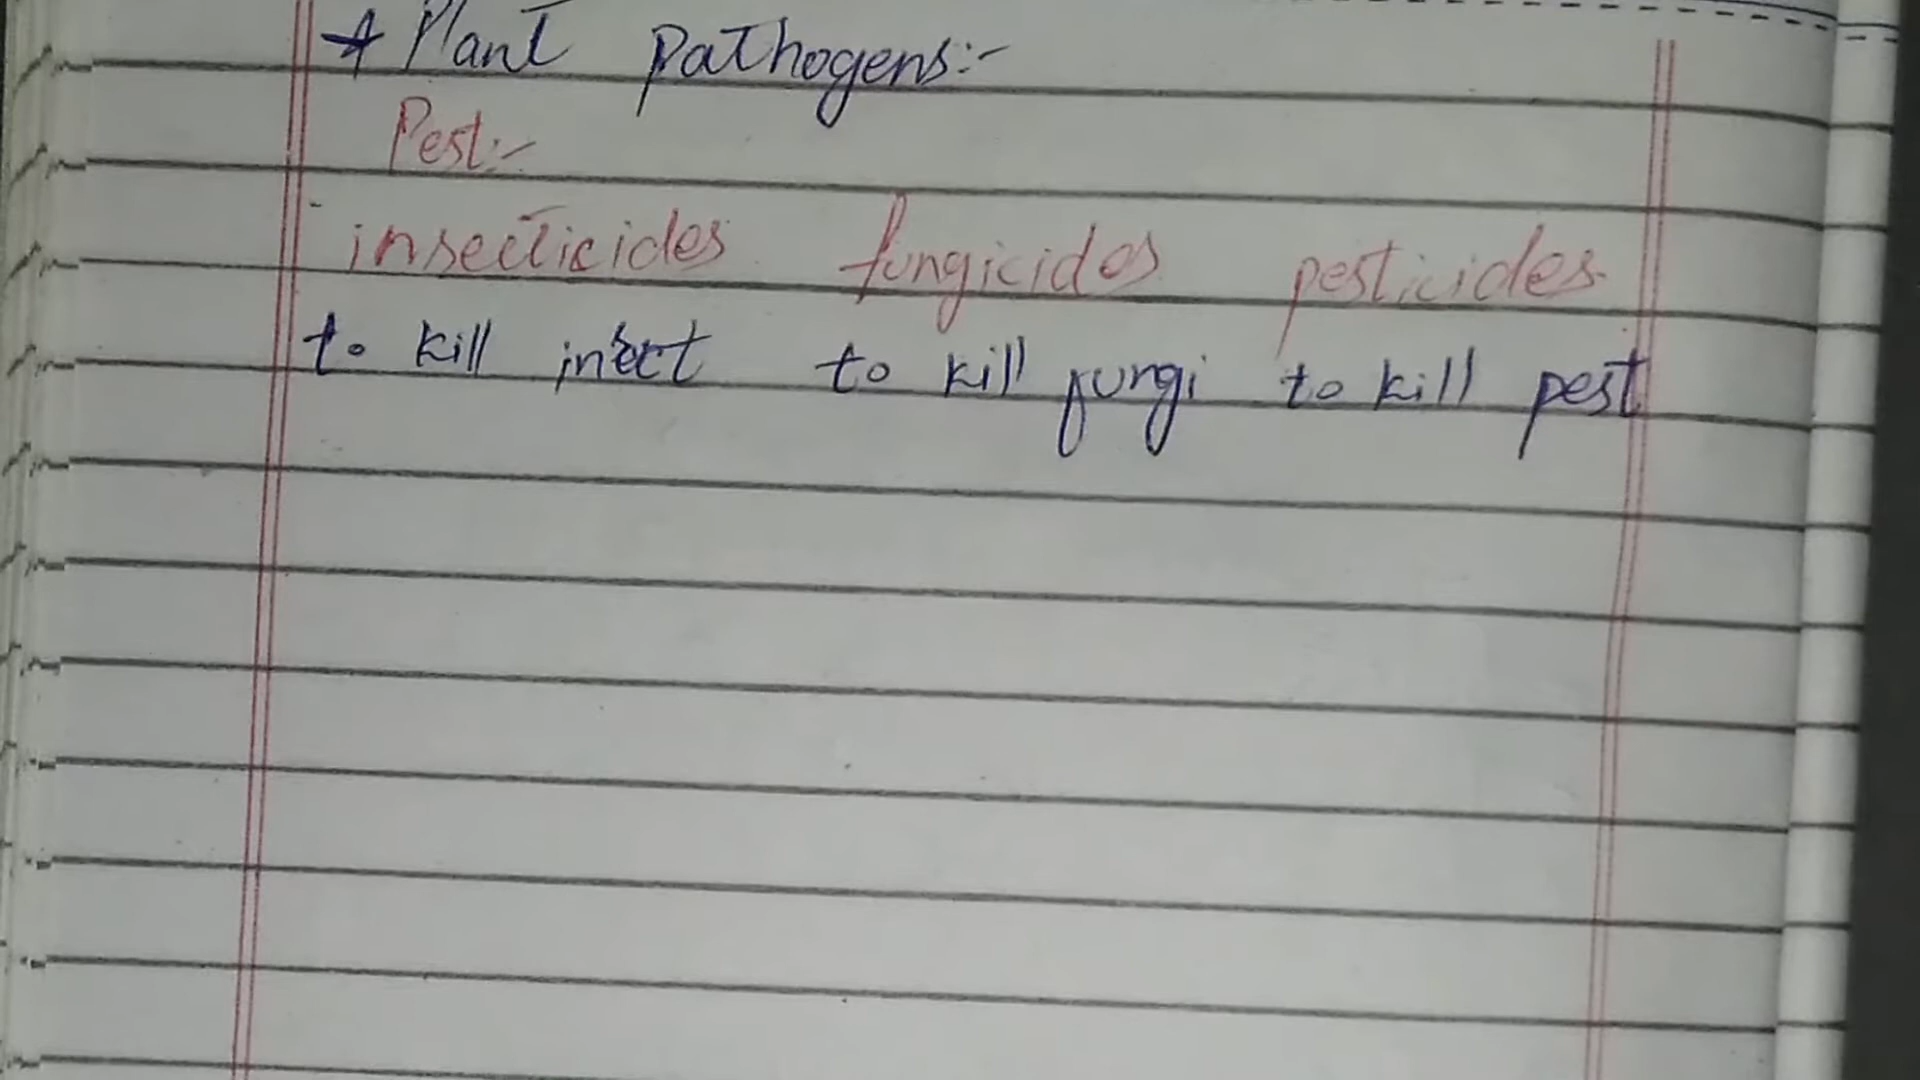 * Plant pathogens:-
Pest:-
insecticides fungicides pesticides
to kill insect to kill fungi to kill pest